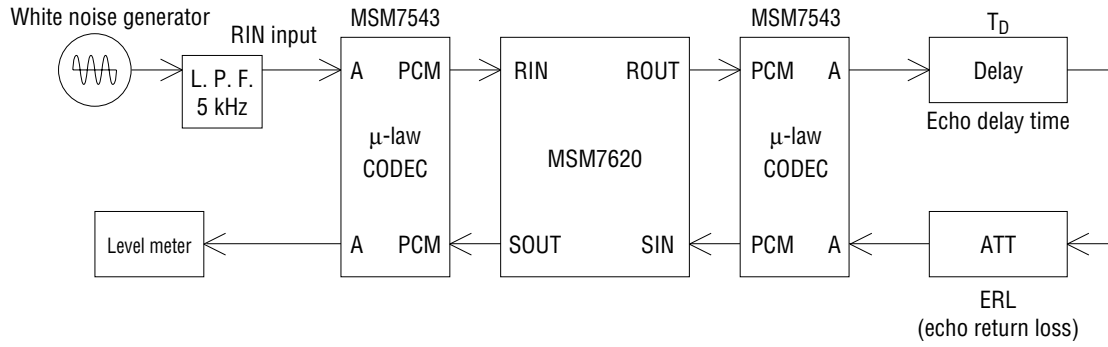 White noise generator
RIN input
L. P. F.
5 kHz
MSM7543
A PCM
μ-law
CODEC
A PCM
RIN ROUT
MSM7620
SOUT SIN
MSM7543
PCM A
μ-law
CODEC
PCM A
T_D
Delay
Echo delay time
Level meter
ATT
ERL
(echo return loss)